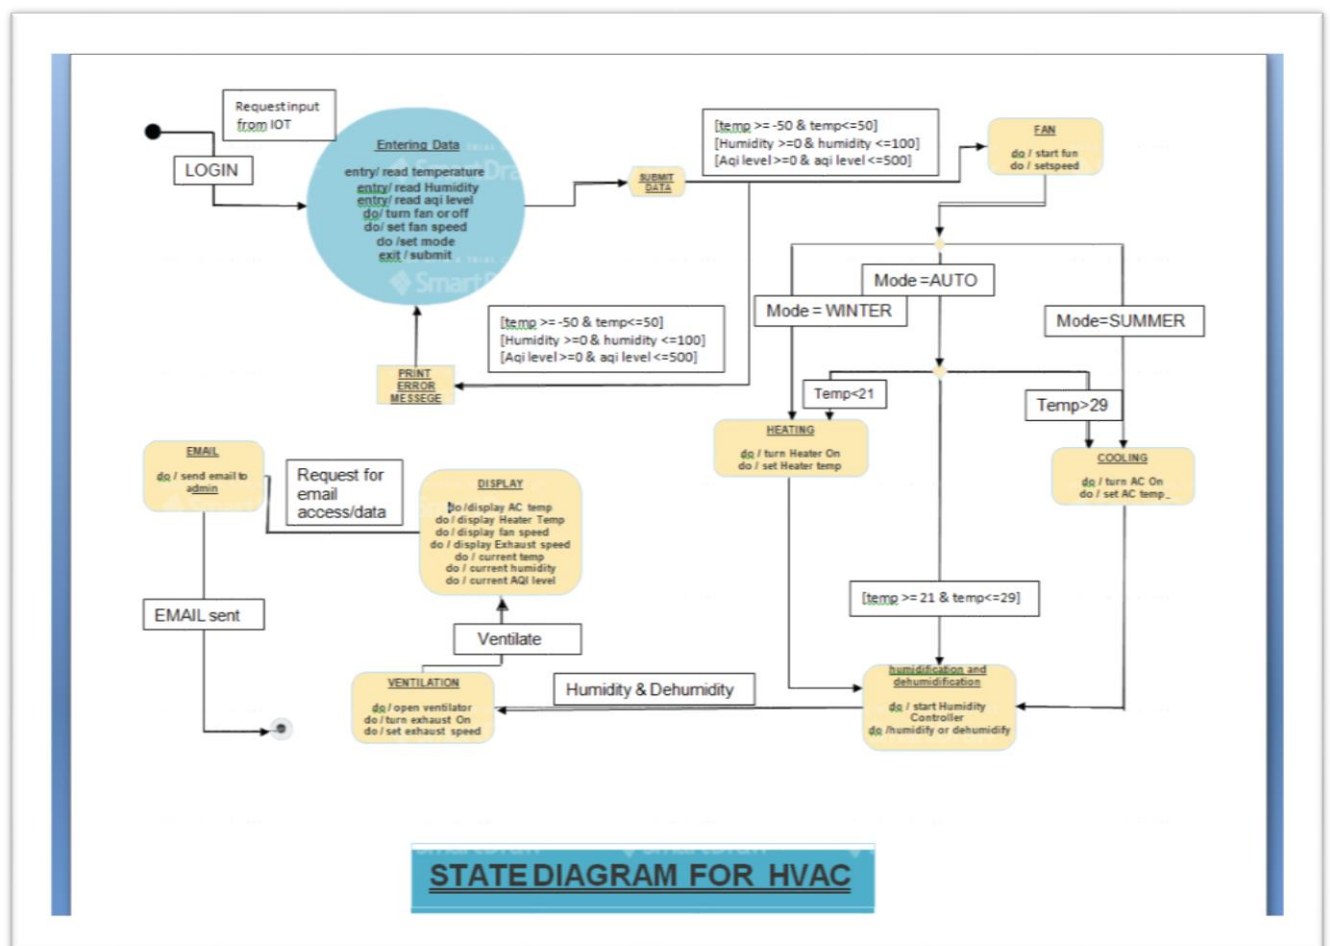 Request input
from IOT
LOGIN
Entering Data
entry/ read temperature
entry/ read Humidity
entry/ read aqi level
do/ turn fan or off
do/ set fan speed
do /set mode
exit / submit
SmartDra
SmartD
SUBMIT
DATA
[temp >= -50 & temp<=50]
[Humidity >=0 & humidity <=100]
[Aqi level>=0 & aqi level <=500]
FAN
do / start fun
do / setspeed
Mode =AUTO
Mode = WINTER
Mode=SUMMER
[temp >= -50 & temp<=50]
[Humidity >=0 & humidity <=100]
[Aqi level>=0 & aqi level <=500]
PRINT
ERROR
MESSEGE
Temp<21
Temp>29
HEATING
do / turn Heater On
do / set Heater temp
COOLING
do / turn AC On
do / set AC temp_
EMAIL
do / send email to
admin
Request for
email
access/data
DISPLAY
do /display AC temp
do / display Heater Temp
do / display fan speed
do / display Exhaust speed
do / current temp
do / current humidity
do / current AQI level
[temp >= 21 & temp<=29]
EMAIL sent
Ventilate
VENTILATION
do / open ventilator
do / turn exhaust On
do / set exhaust speed
Humidity & Dehumidity
humidification and
dehumidification
do / start Humidity
Controller
do /humidify or dehumidify
STATE DIAGRAM FOR HVAC